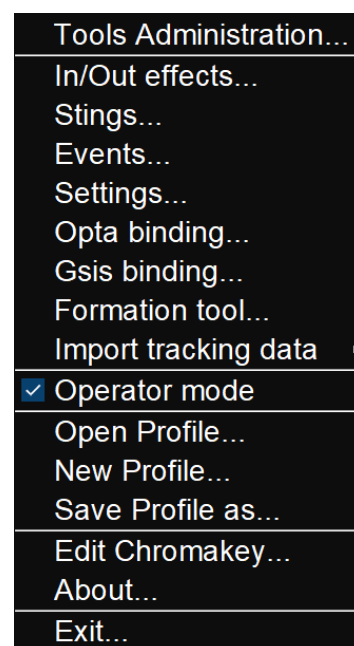 Tools Administration...
In/Out effects...
Stings...
Events...
Settings...
Opta binding...
Gsis binding...
Formation tool...
Import tracking data
Operator mode
Open Profile...
New Profile...
Save Profile as...
Edit Chromakey...
About...
Exit...